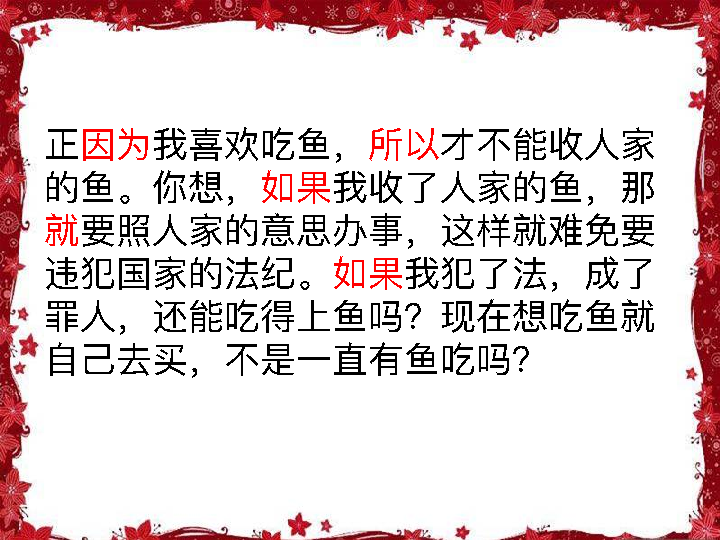 正因为我喜欢吃鱼，所以才不能收人家
的鱼。你想，如果我收了人家的鱼，那
就要照人家的意思办事，这样就难免要
违犯国家的法纪。如果我犯了法，成了
罪人，还能吃得上鱼吗？现在想吃鱼就
自己去买，不是一直有鱼吃吗？